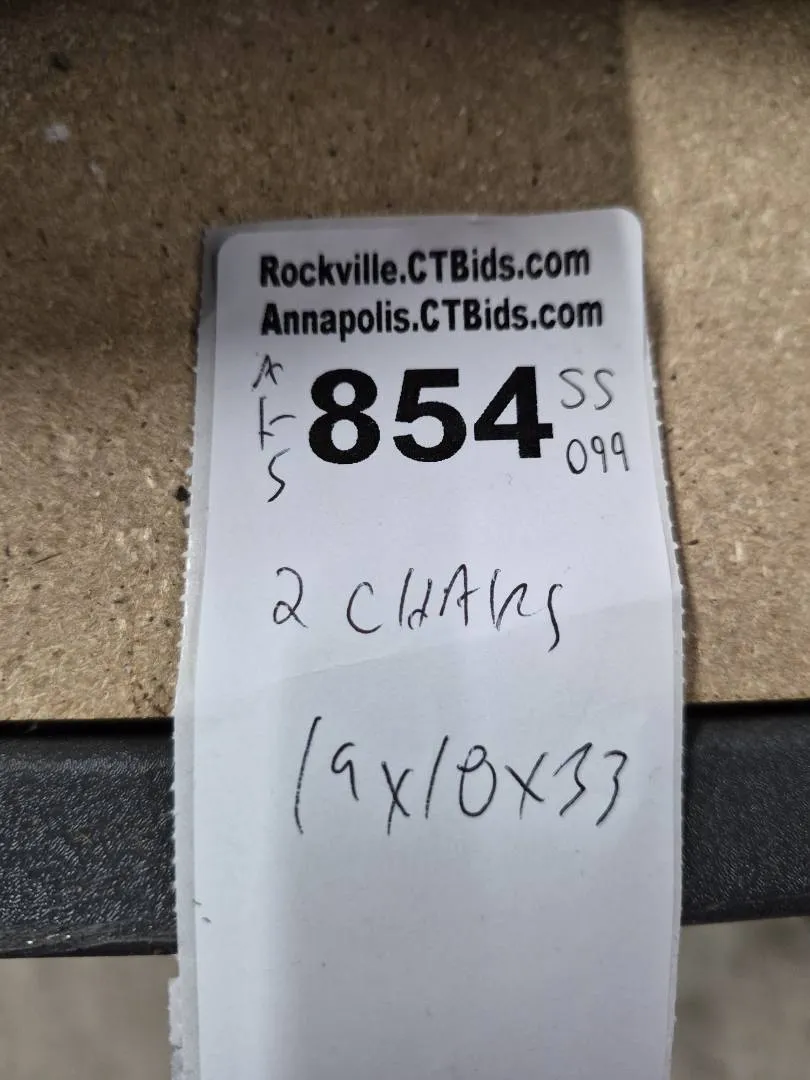 Rockville.CTBids.com
Annapolis.CTBids.com
854
SS
099
2 CHAIRS
19x18x33